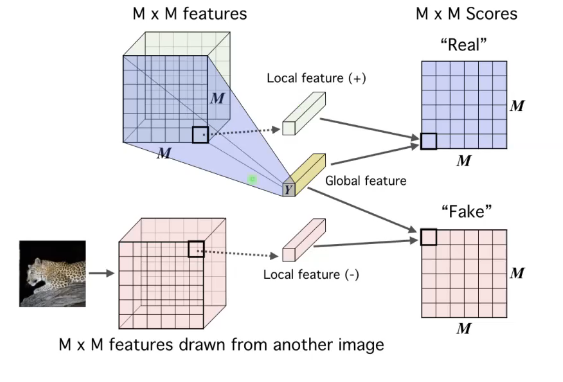 M x M features
M x M Scores
"Real"
Local feature (+)
M
M
M
M
Y
Global feature
"Fake"
Local feature (-)
M
M
M x M features drawn from another image